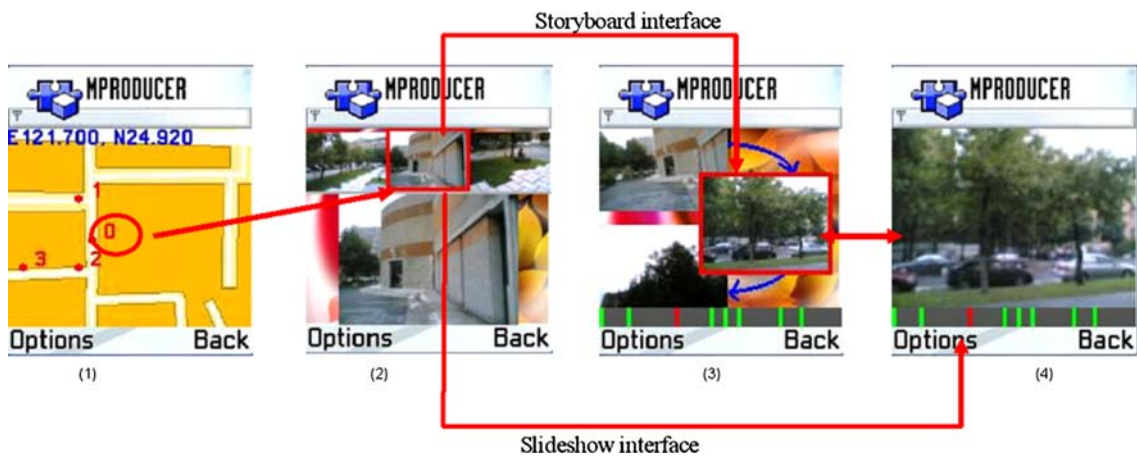 Storyboard interface
MPRODUCER
E 121.700, N24.920
1
0
3
2
Options Back
(1)
MPRODUCER
Options Back
(2)
MPRODUCER
Options Back
(3)
MPRODUCER
Options Back
(4)
Slideshow interface